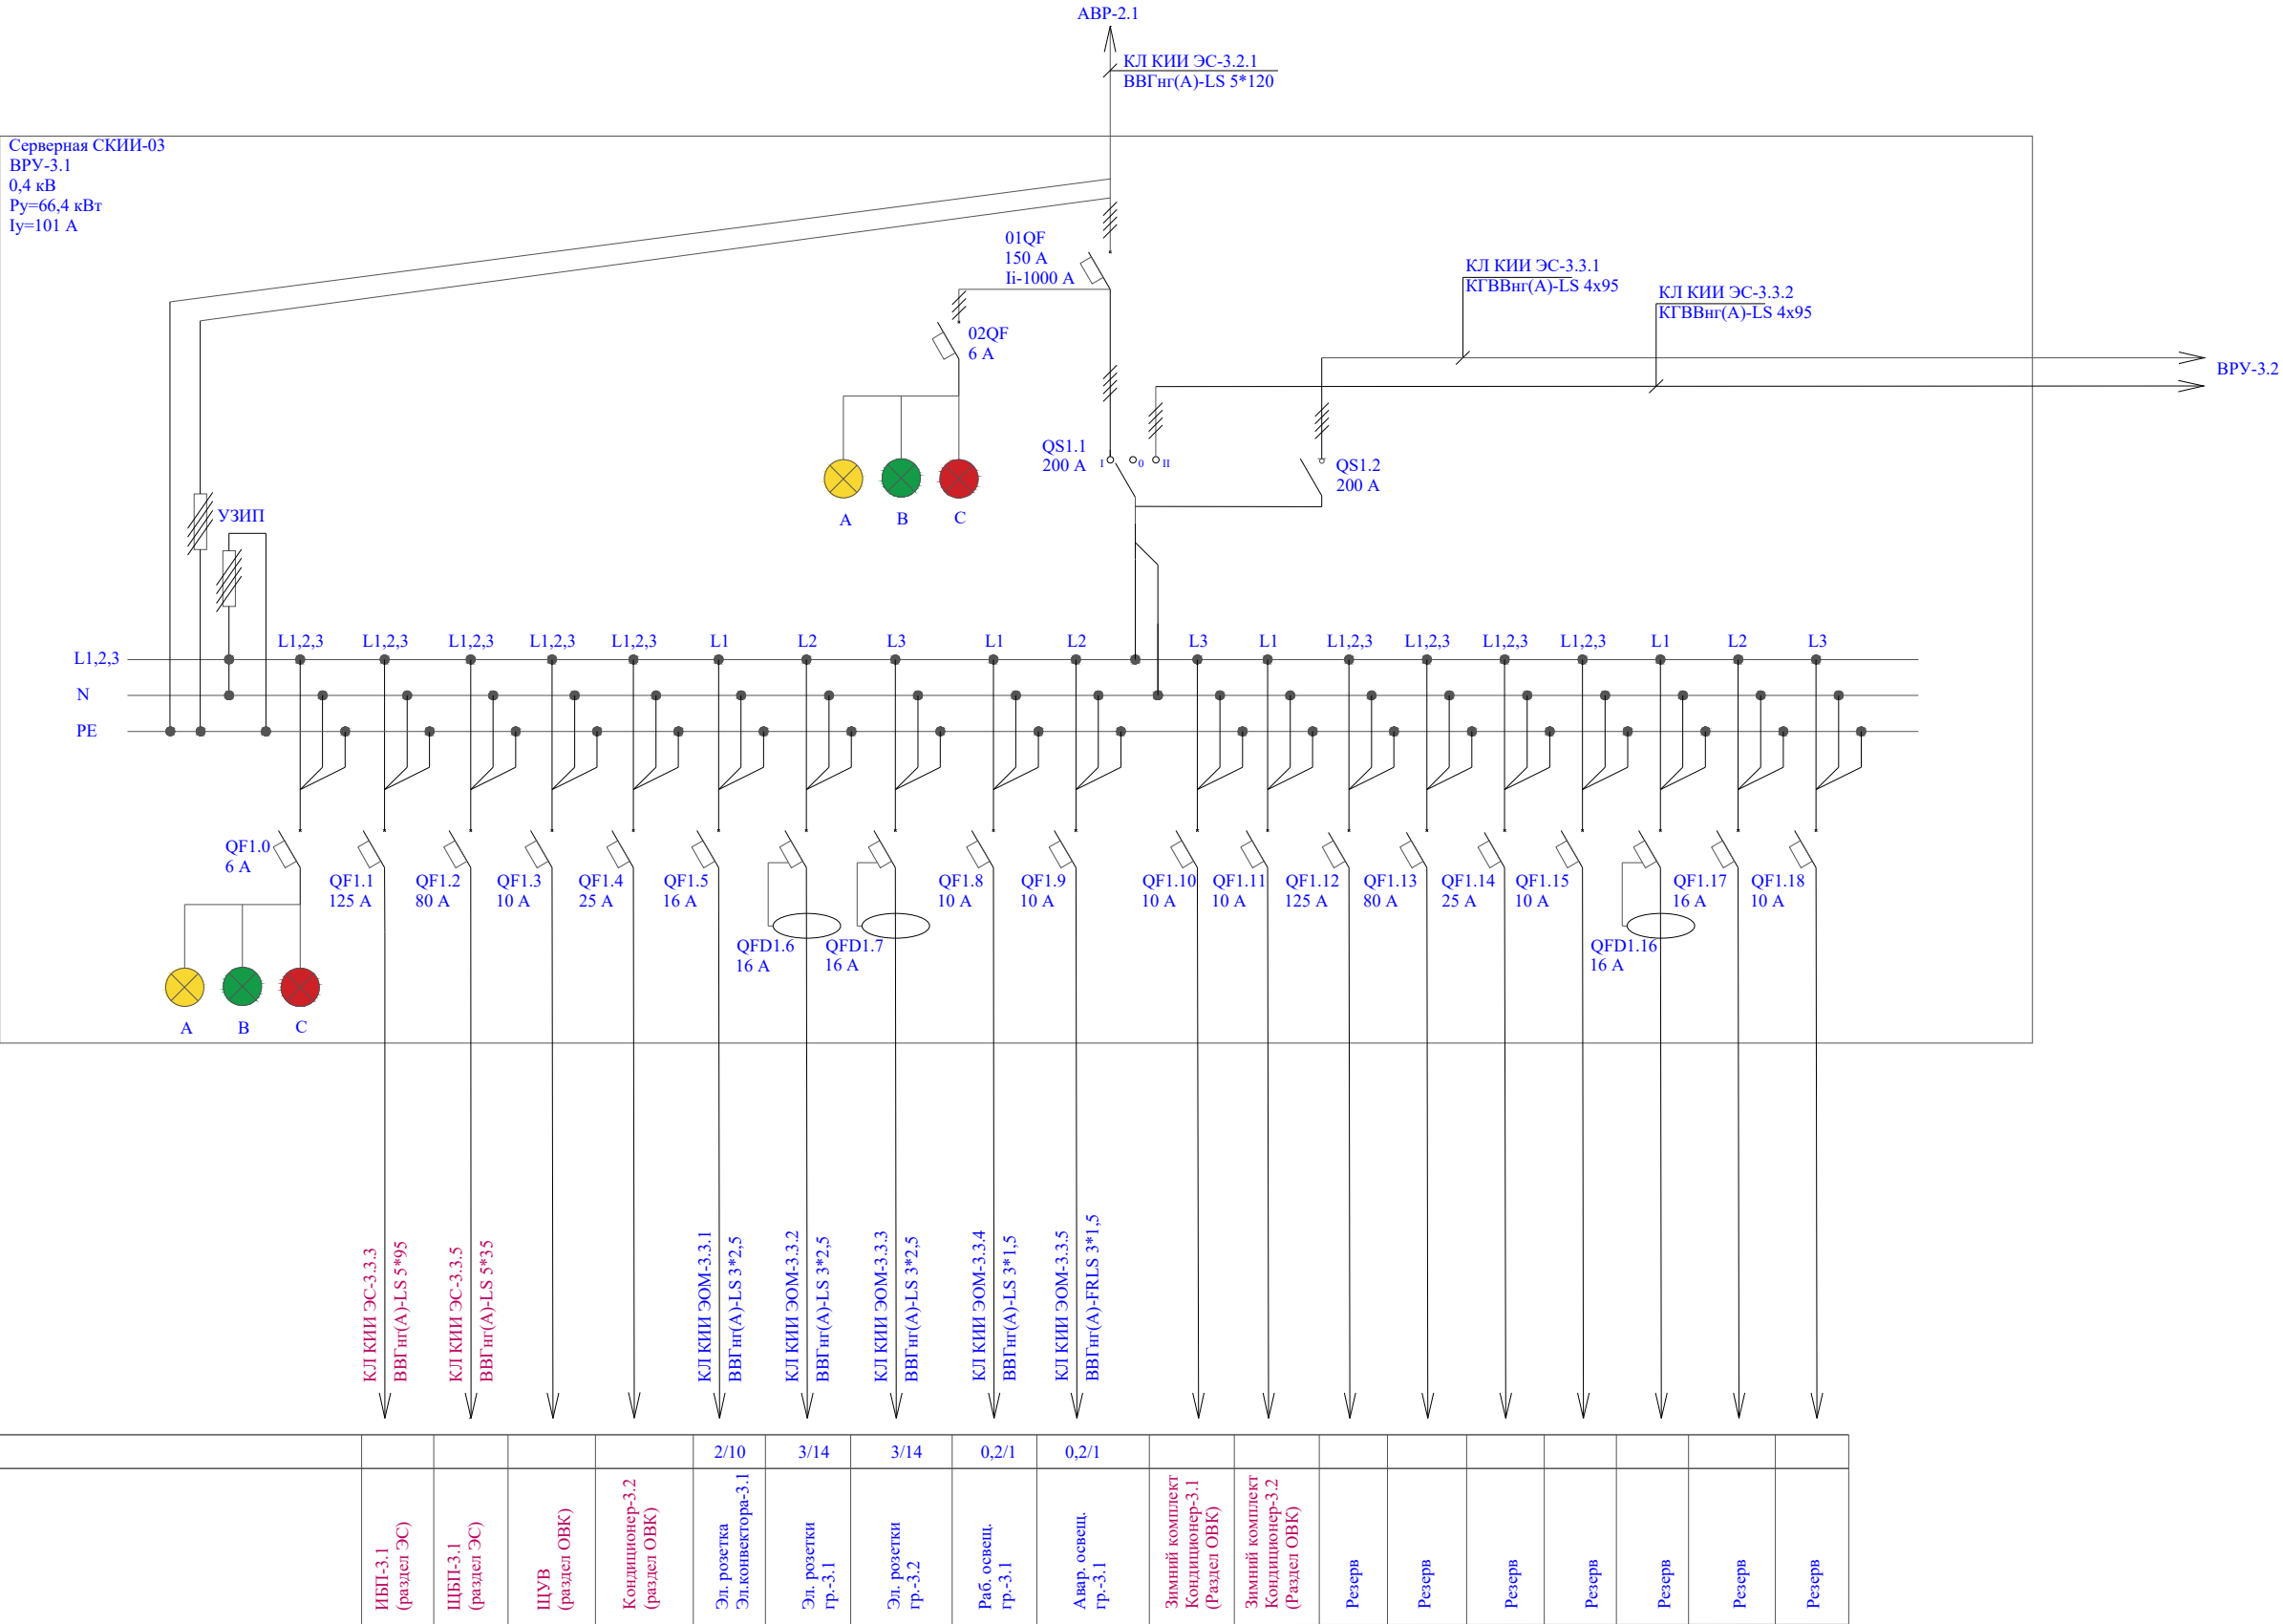 АВР-2.1
КЛ КИИ ЭС-3.2.1
ВВГнг(А)-LS 5*120
Серверная СКИИ-03
ВРУ-3.1
0,4 кВ
Ру=66,4 кВт
Iу=101 А
01QF
150 А
Ii-1000 А
02QF
6 А
КЛ КИИ ЭС-3.3.1
КГВВнг(А)-LS 4х95
КЛ КИИ ЭС-3.3.2
КГВВнг(А)-LS 4х95
ВРУ-3.2
QS1.1
200 А
I
0
II
QS1.2
200 А
А
В
С
УЗИП
L1,2,3
L1,2,3
L1,2,3
L1,2,3
L1,2,3
L1,2,3
L1
L2
L3
L1
L2
L3
L1
L1,2,3
L1,2,3
L1,2,3
L1,2,3
L1
L2
L3
N
PE
QF1.0
6 А
QF1.1
125 А
QF1.2
80 А
QF1.3
10 А
QF1.4
25 А
QF1.5
16 А
QFD1.6
16 А
QFD1.7
16 А
QF1.8
10 А
QF1.9
10 А
QF1.10
10 А
QF1.11
10 А
QF1.12
125 А
QF1.13
80 А
QF1.14
25 А
QF1.15
10 А
QFD1.16
16 А
QF1.17
16 А
QF1.18
10 А
А
В
С
КЛ КИИ ЭС-3.3.3
ВВГнг(А)-LS 5*95
КЛ КИИ ЭС-3.3.5
ВВГнг(А)-LS 5*35
КЛ КИИ ЭОМ-3.3.1
ВВГнг(А)-LS 3*2,5
КЛ КИИ ЭОМ-3.3.2
ВВГнг(А)-LS 3*2,5
КЛ КИИ ЭОМ-3.3.3
ВВГнг(А)-LS 3*2,5
КЛ КИИ ЭОМ-3.3.4
ВВГнг(А)-LS 3*1,5
КЛ КИИ ЭОМ-3.3.5
ВВГнг(А)-FRLS 3*1,5
2/10
3/14
3/14
0,2/1
0,2/1
ИБП-3.1
(раздел ЭС)
ЩБП-3.1
(раздел ЭС)
ЩУВ
(раздел ОВК)
Кондиционер-3.2
(раздел ОВК)
Эл. розетка
Эл.конвектора-3.1
Эл. розетки
гр.-3.1
Эл. розетки
гр.-3.2
Раб. освещ.
гр.-3.1
Авар. освещ.
гр.-3.1
Зимний комплект
Кондиционер-3.1
(Раздел ОВК)
Зимний комплект
Кондиционер-3.2
(Раздел ОВК)
Резерв
Резерв
Резерв
Резерв
Резерв
Резерв
Резерв